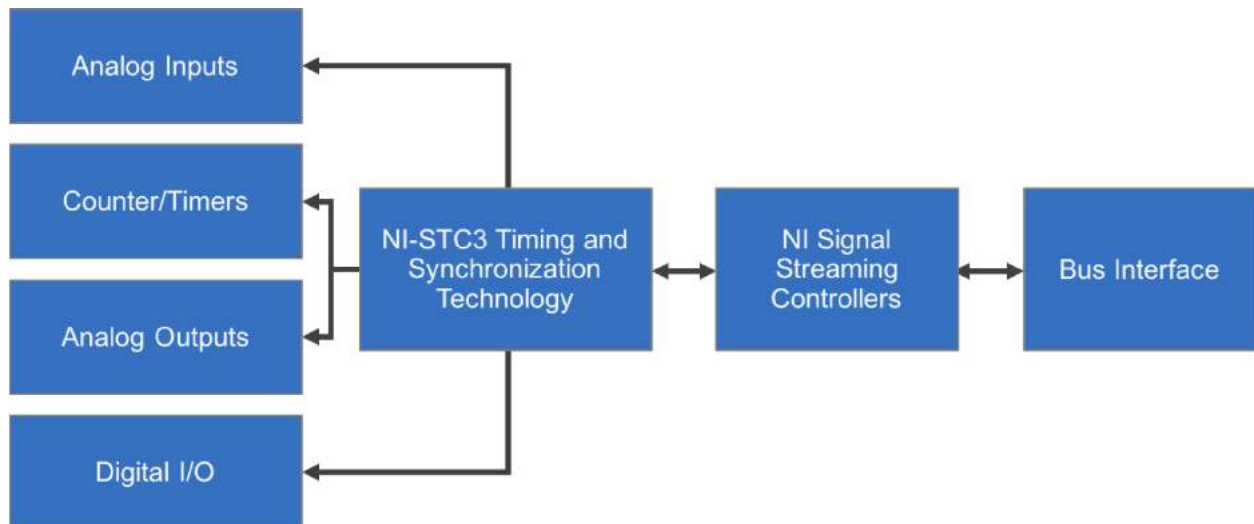 Analog Inputs
Counter/Timers
NI-STC3 Timing and
Synchronization
Technology
NI Signal
Streaming
Controllers
Bus Interface
Analog Outputs
Digital I/O